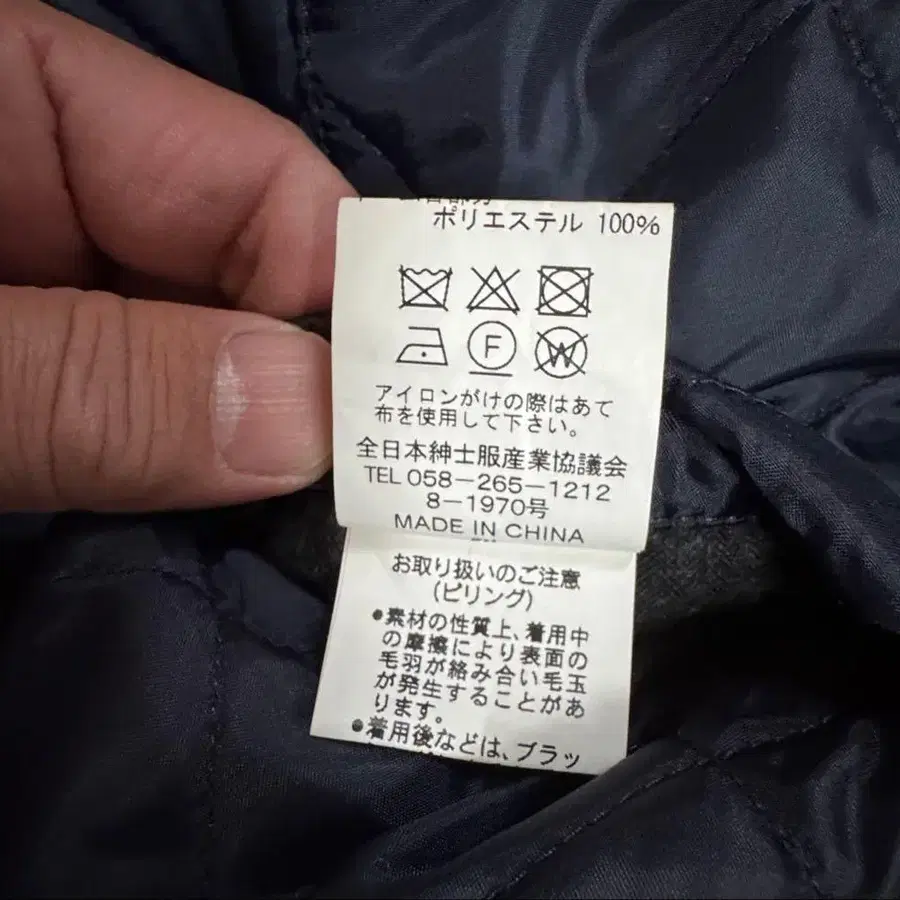 ポリエステル 100%
F
W
アイロンがけの際はあて
布を使用して下さい。
全日本紳士服産業協議会
TEL 058-265-1212
8-1970号
MADE IN CHINA
お取り扱いのご注意
(ピリング)
●素材の性質上、着用中
の摩擦により表面の
毛羽が絡み合い毛玉
が発生することがあ
ります。
●着用後などは、ブラッ